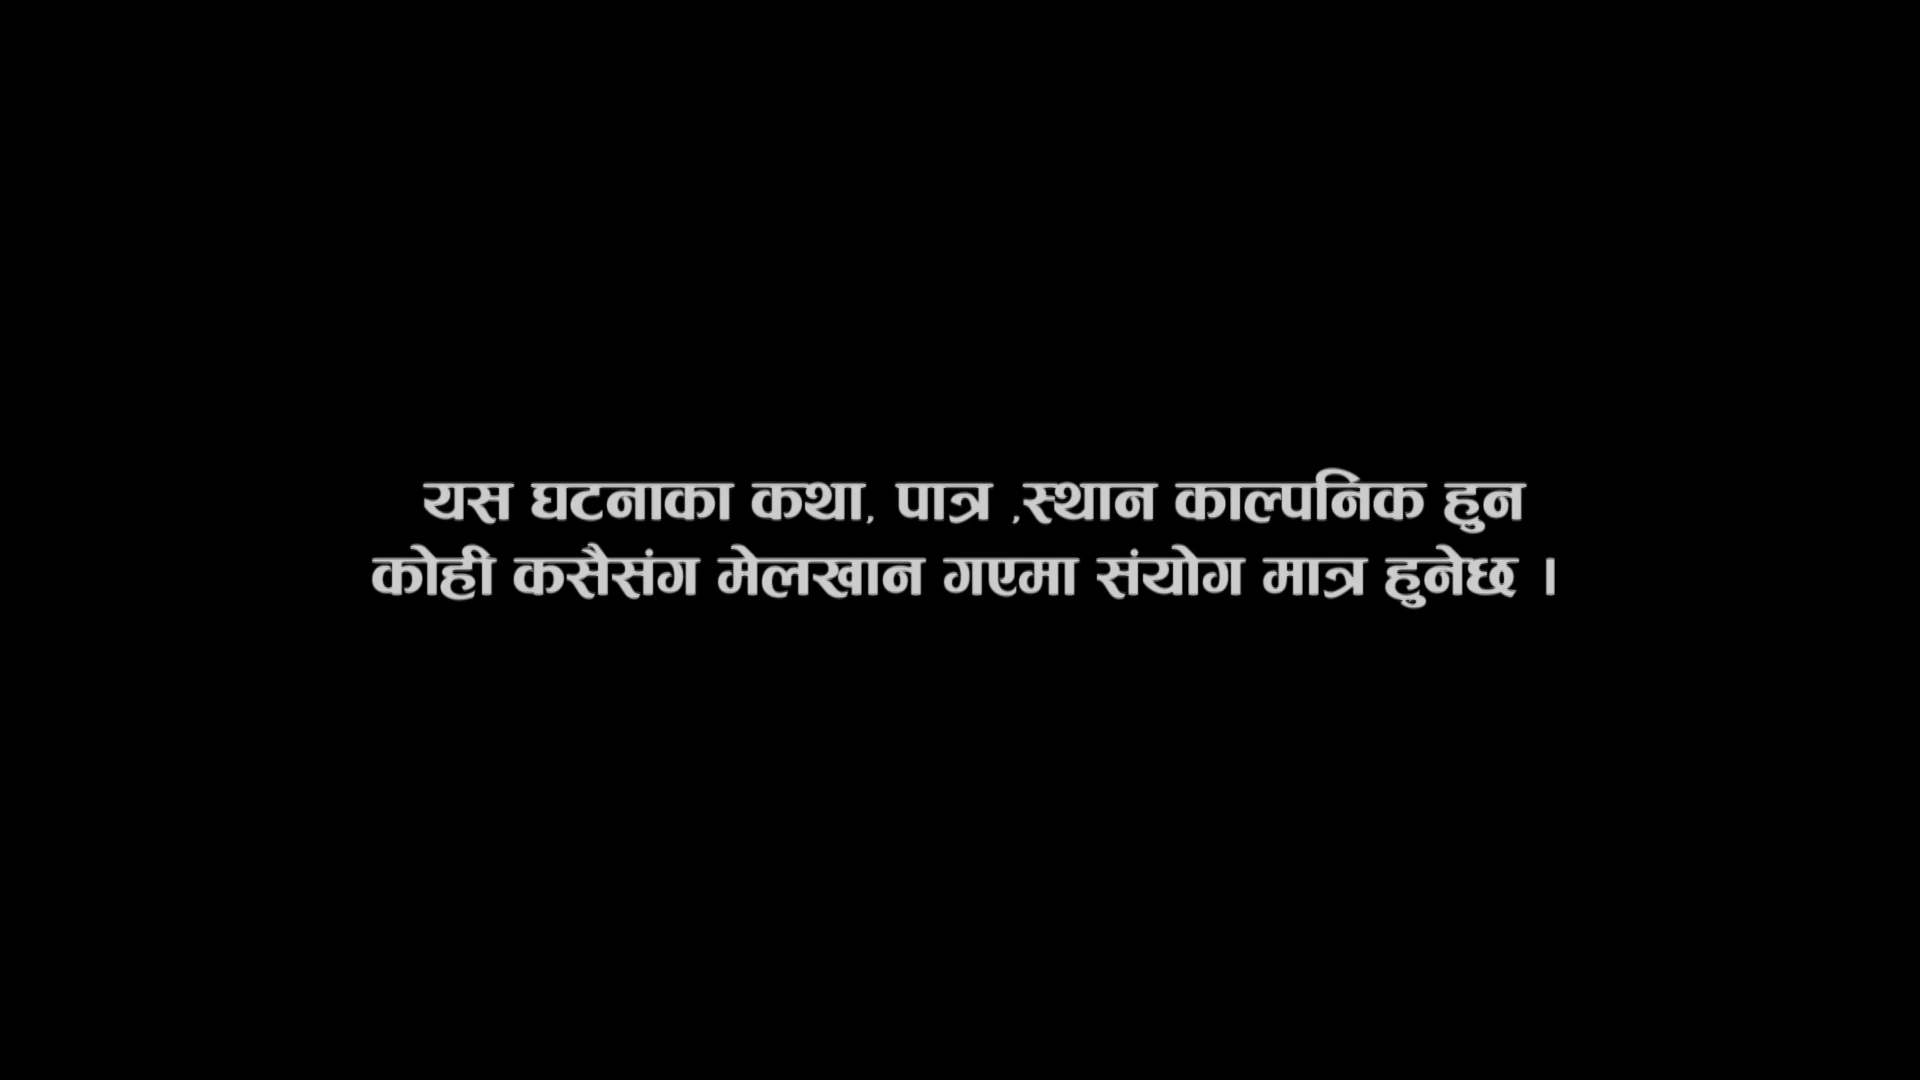 यस घटनाका कथा, पात्र ,स्थान काल्पनिक हुन
कोही कसैसंग मेलखान गएमा संयोग मात्र हुनेछ ।